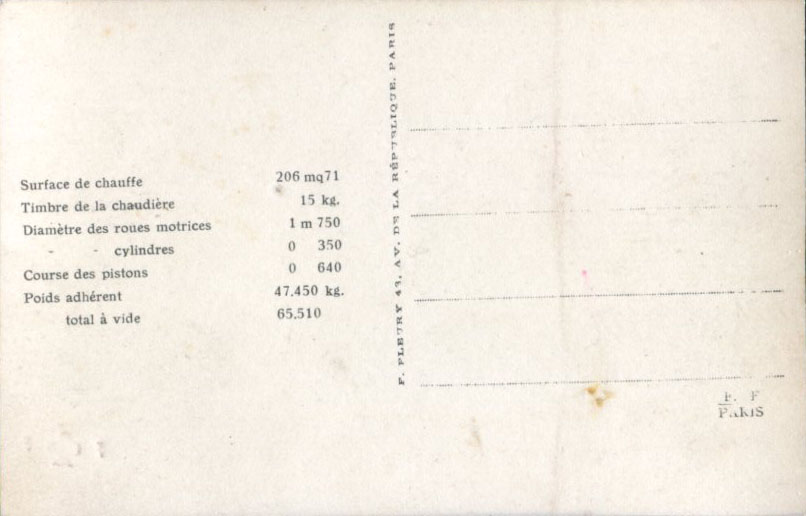 Surface de chauffe 206 mq71
Timbre de la chaudière 15 kg.
Diamètre des roues motrices 1 m 750
- - cylindres 0 350
Course des pistons 0 640
Poids adhérent 47.450 kg.
total à vide 65.510
F. FLEURY 43, AV. DE LA RÉPUBLIQUE, PARIS
F. F
PARIS